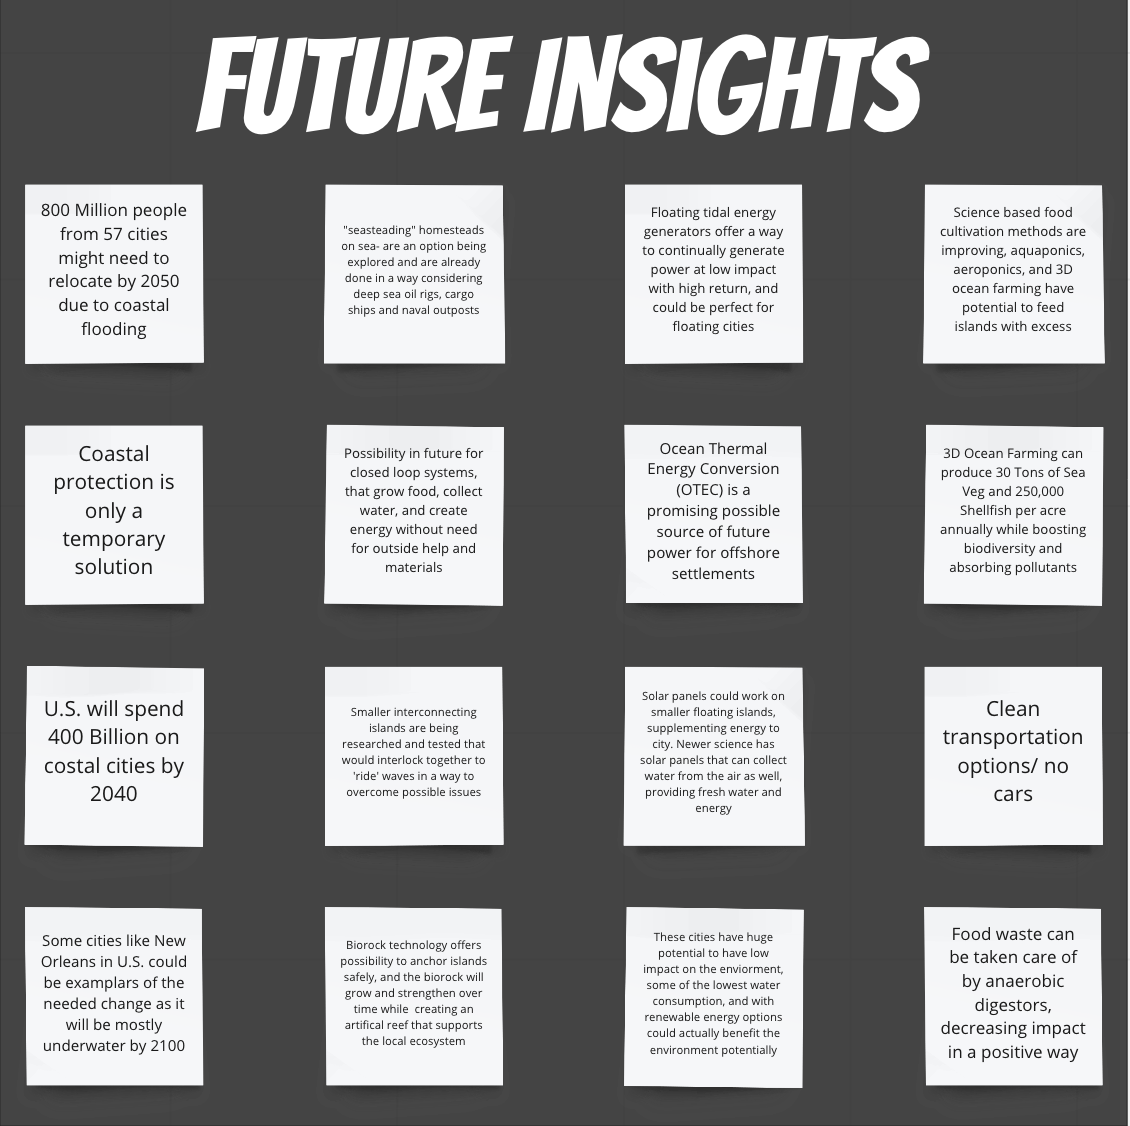 FUTURE INSIGHTS
800 Million people
from 57 cities
might need to
relocate by 2050
due to coastal
flooding
"seasteading" homesteads
on sea- are an option being
explored and are already
done in a way considering
deep sea oil rigs, cargo
ships and naval outposts
Floating tidal energy
generators offer a way
to continually generate
power at low impact
with high return, and
could be perfect for
floating cities
Science based food
cultivation methods are
improving, aquaponics,
aeroponics, and 3D
ocean farming have
potential to feed
islands with excess
Coastal
protection is
only a
temporary
solution
Possibility in future for
closed loop systems,
that grow food, collect
water, and create
energy without need
for outside help and
materials
Ocean Thermal
Energy Conversion
(OTEC) is a
promising possible
source of future
power for offshore
settlements
3D Ocean Farming can
produce 30 Tons of Sea
Veg and 250,000
Shellfish per acre
annually while boosting
biodiversity and
absorbing pollutants
U.S. will spend
400 Billion on
costal cities by
2040
Smaller interconnecting
islands are being
researched and tested that
would interlock together to
'ride' waves in a way to
overcome possible issues
Solar panels could work on
smaller floating islands,
supplementing energy to
city. Newer science has
solar panels that can collect
water from the air as well,
providing fresh water and
energy
Clean
transportation
options/ no
cars
Some cities like New
Orleans in U.S. could
be examplars of the
needed change as it
will be mostly
underwater by 2100
Biorock technology offers
possibility to anchor islands
safely, and the biorock will
grow and strengthen over
time while  creating an
artifical reef that supports
the local ecosystem
These cities have huge
potential to have low
impact on the enviorment,
some of the lowest water
consumption, and with
renewable energy options
could actually benefit the
environment potentially
Food waste can
be taken care of
by anaerobic
digestors,
decreasing impact
in a positive way